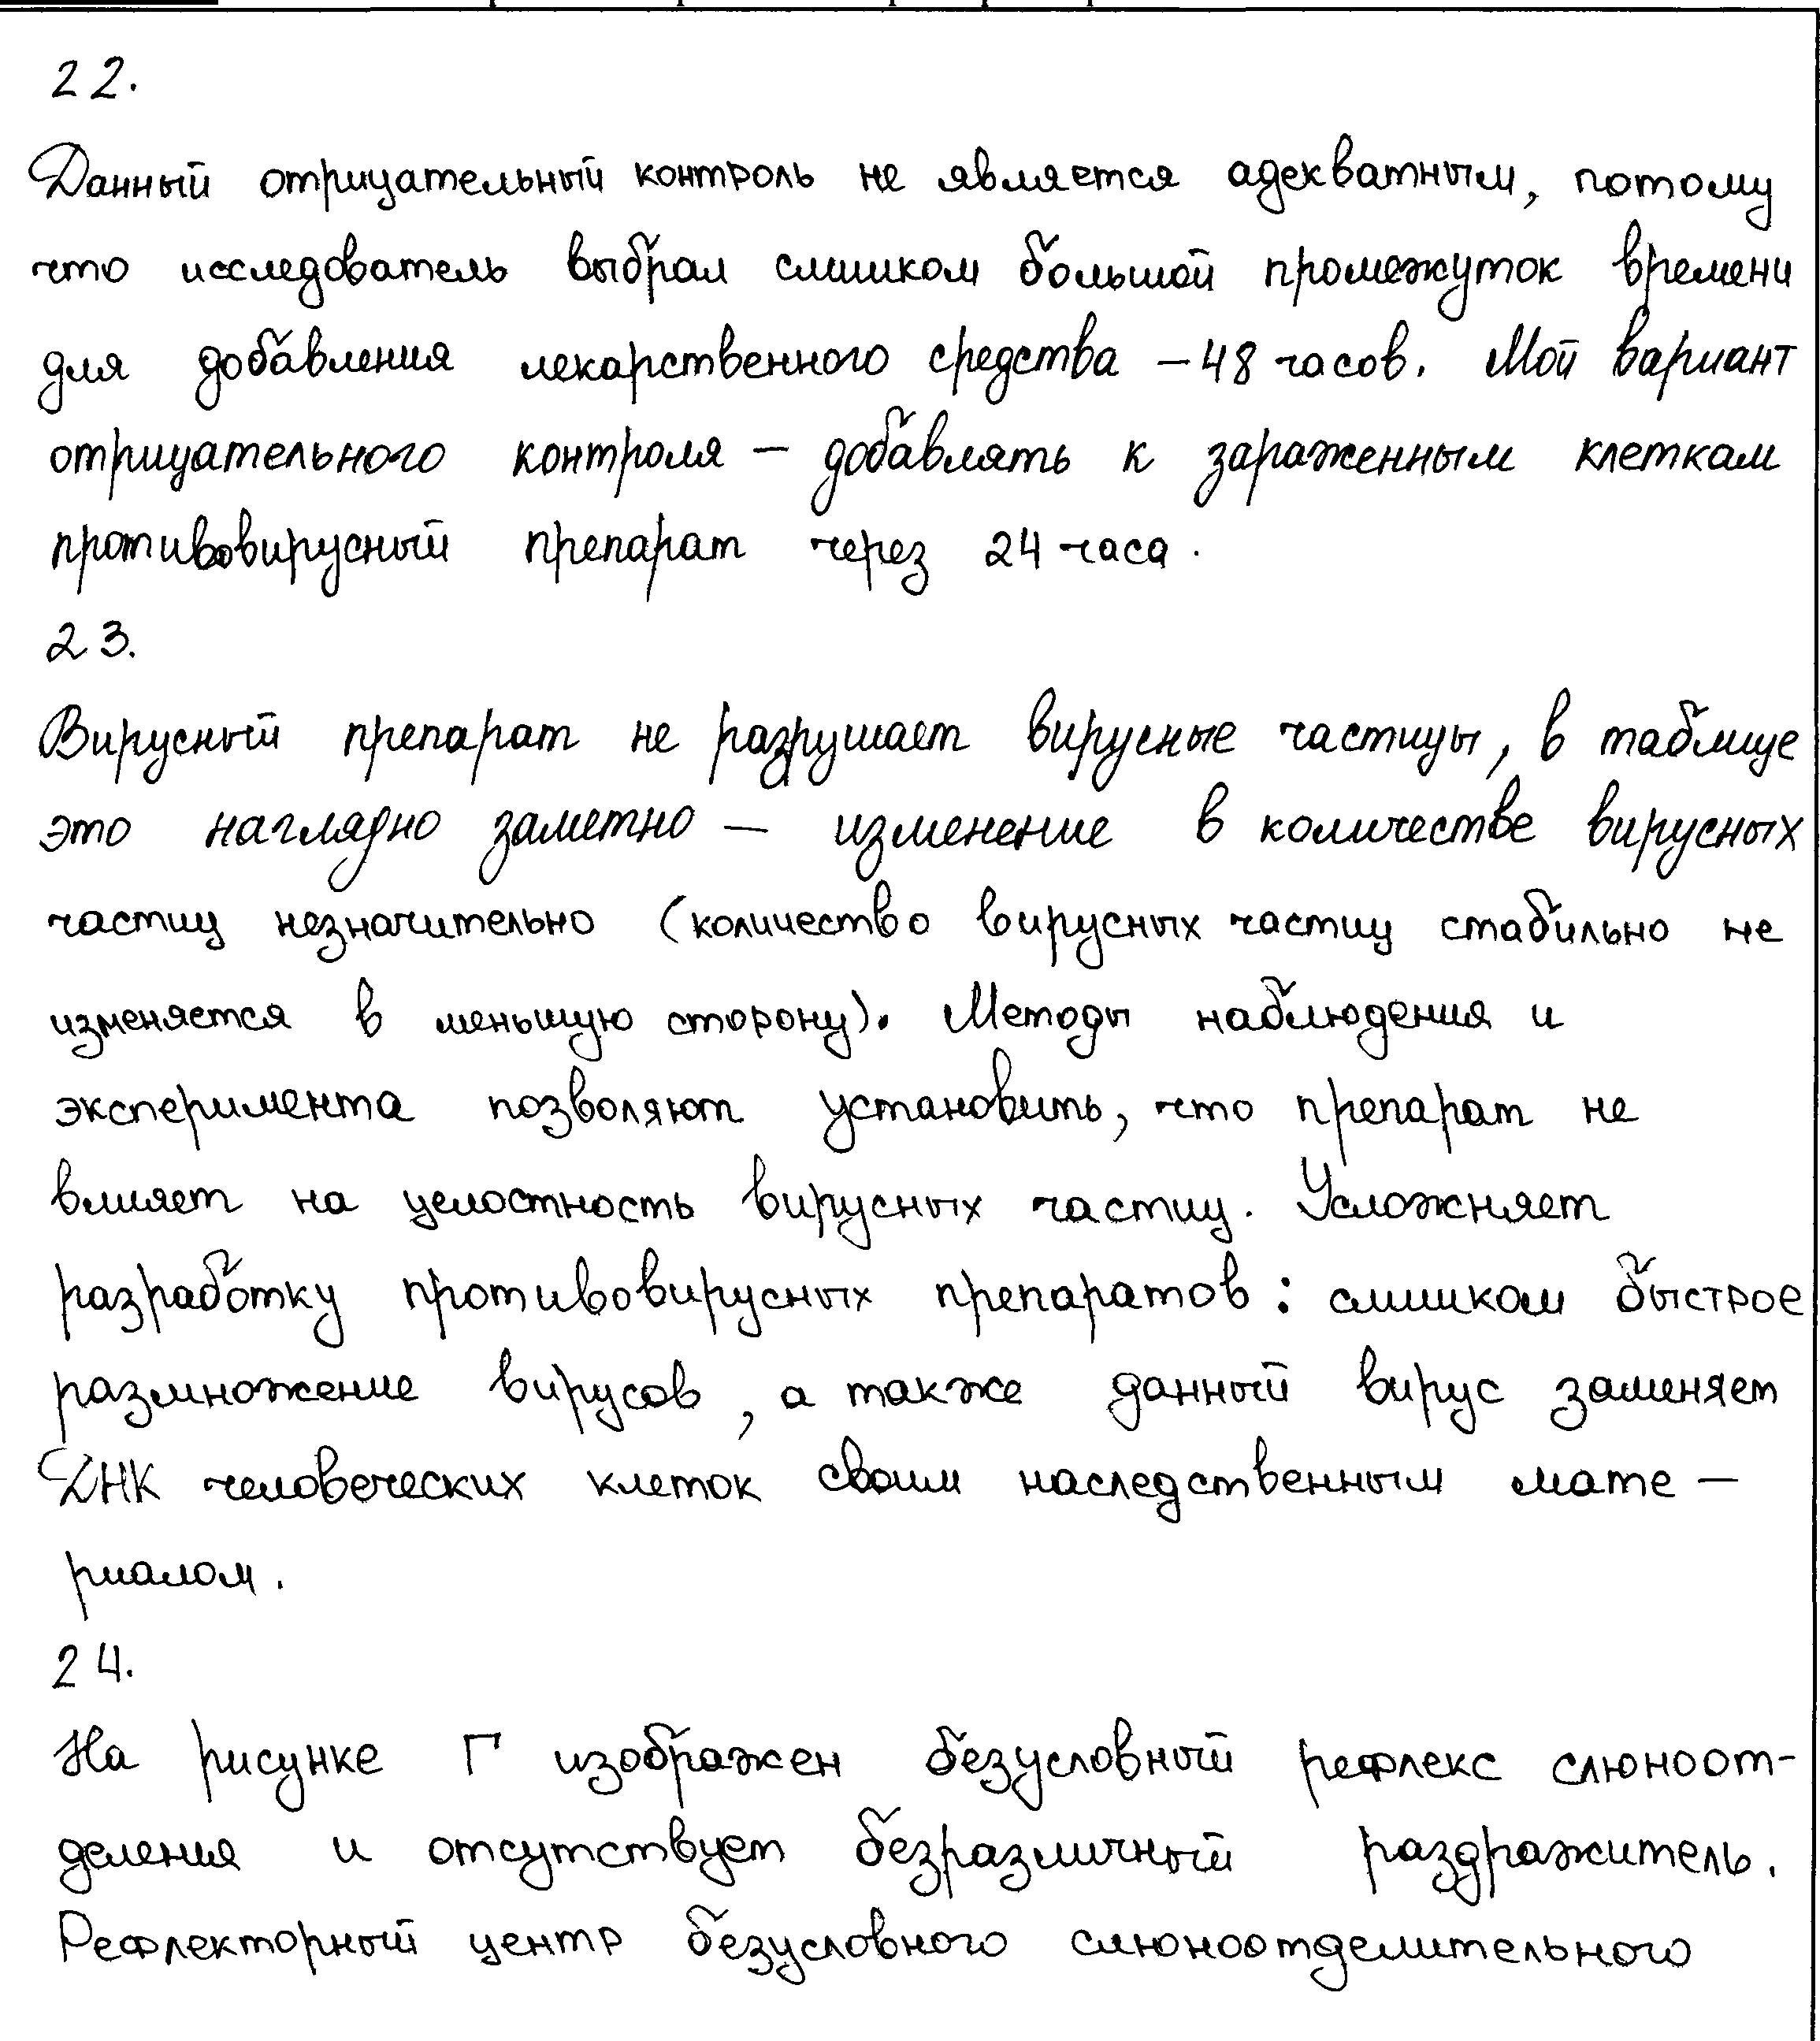 22.
Данный отрицательный контроль не является адекватным, потому
что исследователь выбрал слишком большой промежуток времени
для добавления лекарственного средства – 48 часов. Мой вариант
отрицательного контроля – добавлять к зараженным клеткам
противовирусный препарат через 24 часа.
23.
Вирусный препарат не разрушает вирусные частицы, в таблице
это наглядно заметно – изменение в количестве вирусных
частиц незначительно (количество вирусных частиц стабильно не
изменяется в меньшую сторону). Методы наблюдения и
эксперимента позволяют установить, что препарат не
влияет на целостность вирусных частиц. Усложняет
разработку противовирусных препаратов: слишком быстрое
размножение вирусов, а также данный вирус заменяет
ДНК человеческих клеток своим наследственным мате-
риалом.
24.
На рисунке Г изображен безусловный рефлекс слюноот-
деления и отсутствует безразличный раздражитель.
Рефлекторный центр безусловного слюноотделительного